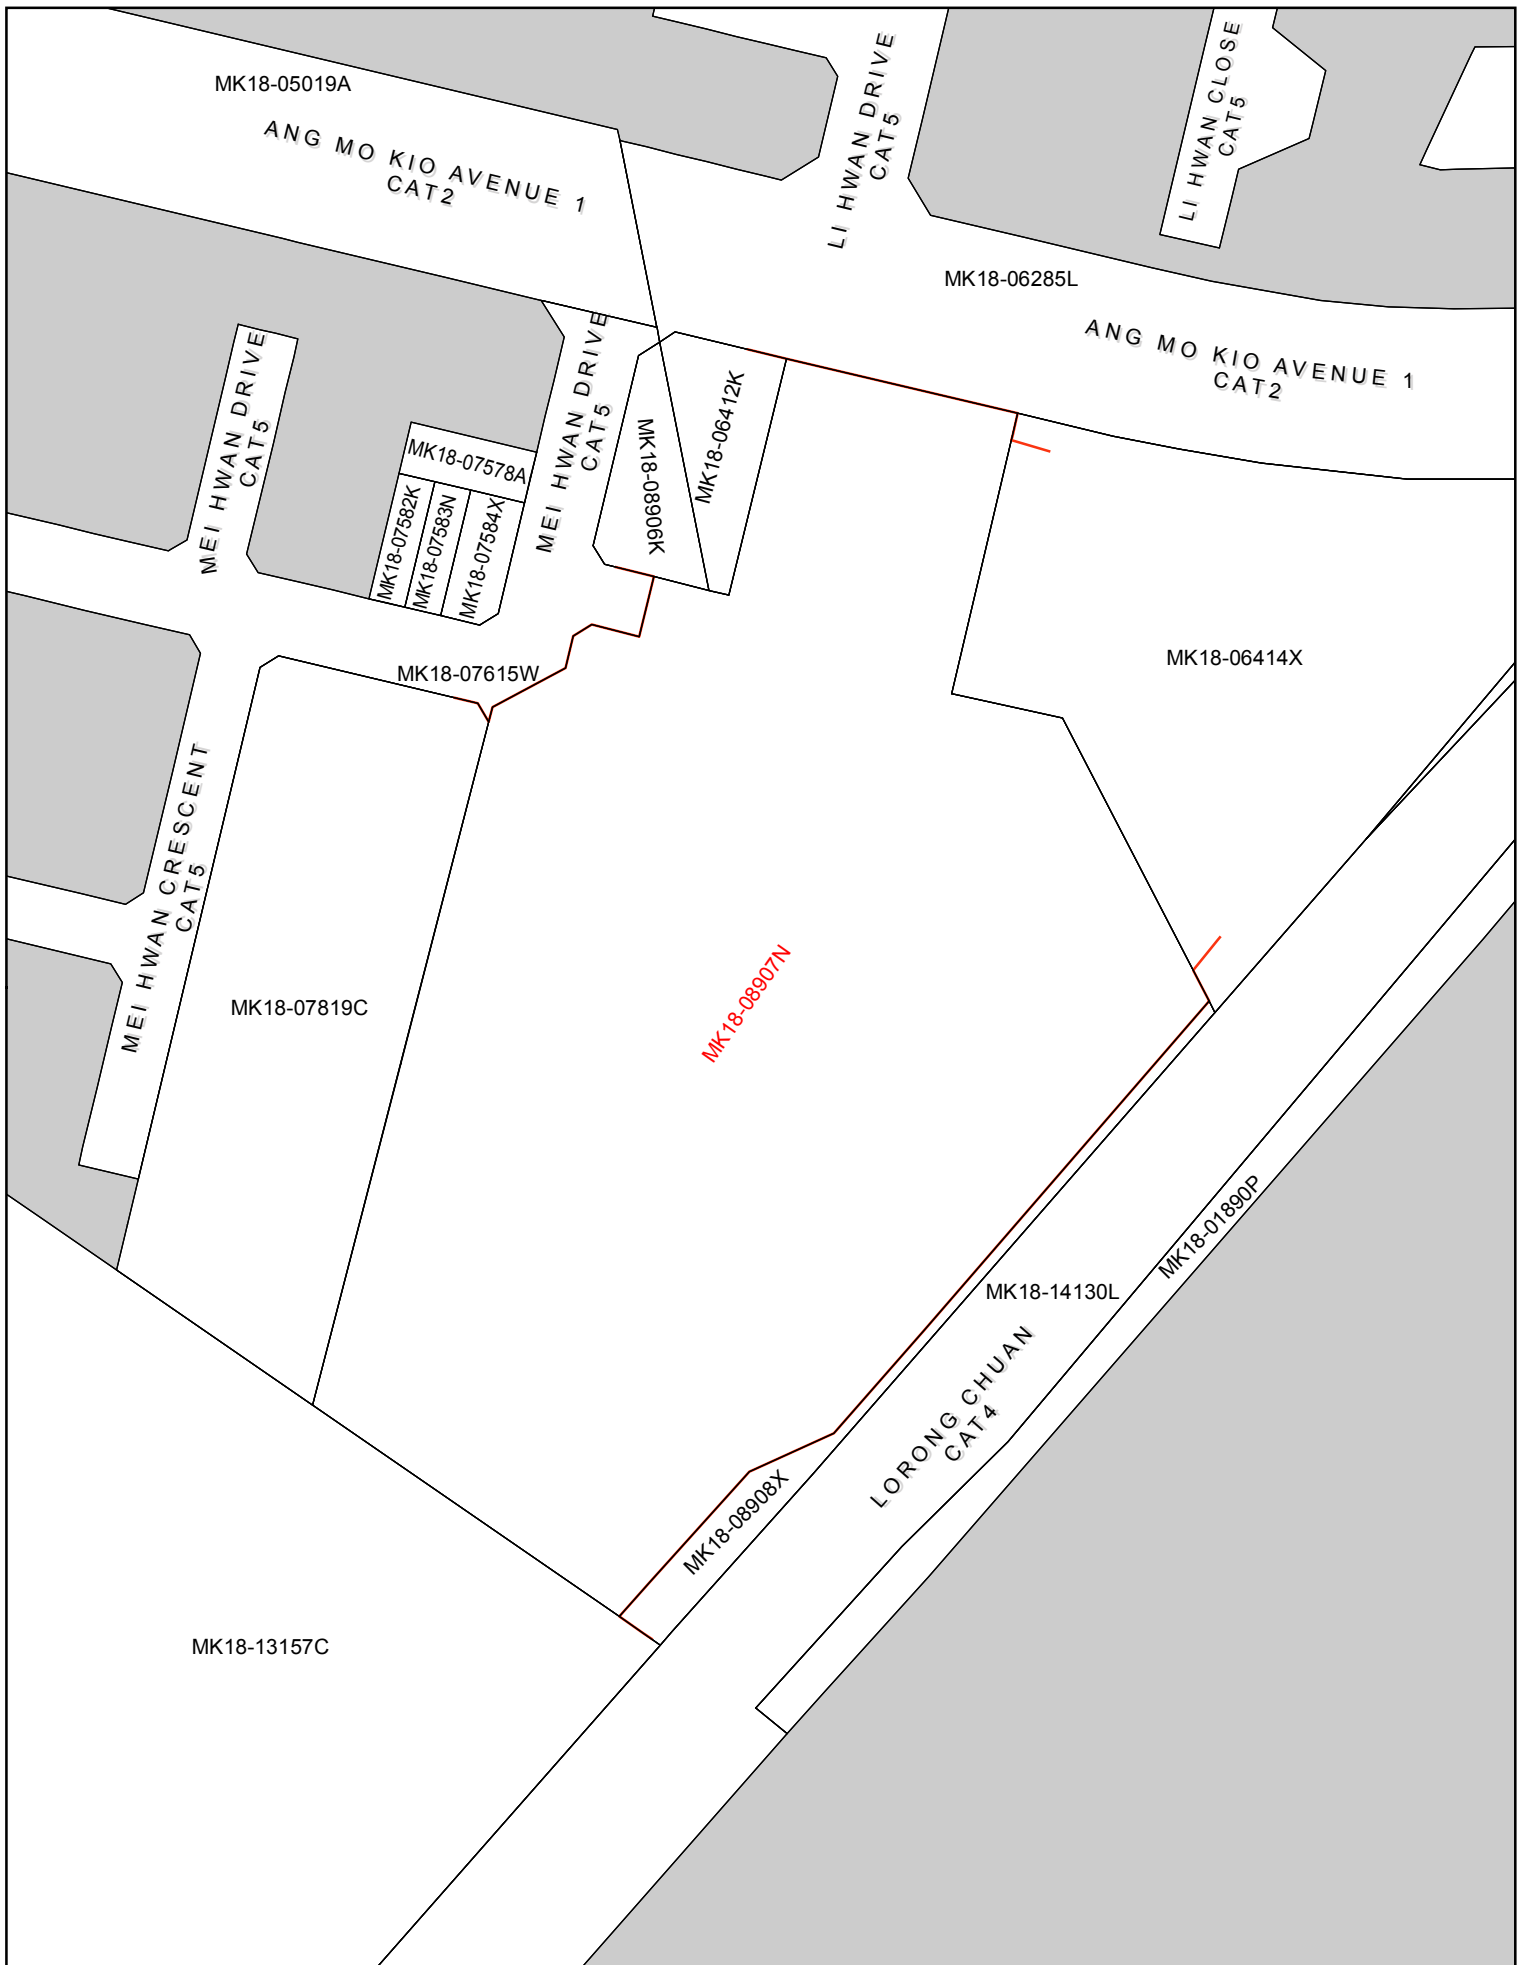 MK18-05019A
ANG MO KIO AVENUE 1
CAT2
LI HWAN DRIVE
CAT5
LI HWAN CLOSE
CAT5
MK18-06285L
ANG MO KIO AVENUE 1
CAT2
MEI HWAN DRIVE
CAT5
MEI HWAN DRIVE
CAT5
MK18-06412K
MK18-08906K
MK18-07578A
MK18-07582K
MK18-07583N
MK18-07584X
MK18-07615W
MK18-06414X
MEI HWAN CRESCENT
CAT5
MK18-07819C
MK18-08907N
MK18-01890P
MK18-14130L
LORONG CHUAN
CAT4
MK18-08908X
MK18-13157C